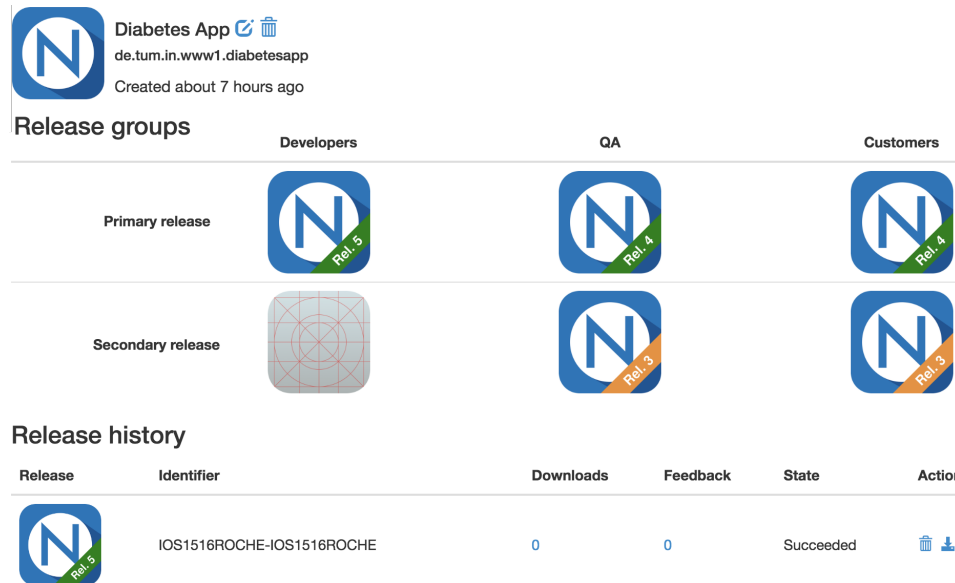 Diabetes App
de.tum.in.www1.diabetesapp
Created about 7 hours ago
Release groups
Developers QA Customers
Primary release
Rel. 5
Rel. 4
Rel. 4
Secondary release
Rel. 3
Rel. 3
Release history
Release Identifier Downloads Feedback State Action
N
N
N
N
N
N
N
Rel. 5
IOS1516ROCHE-IOS1516ROCHE 0 0 Succeeded